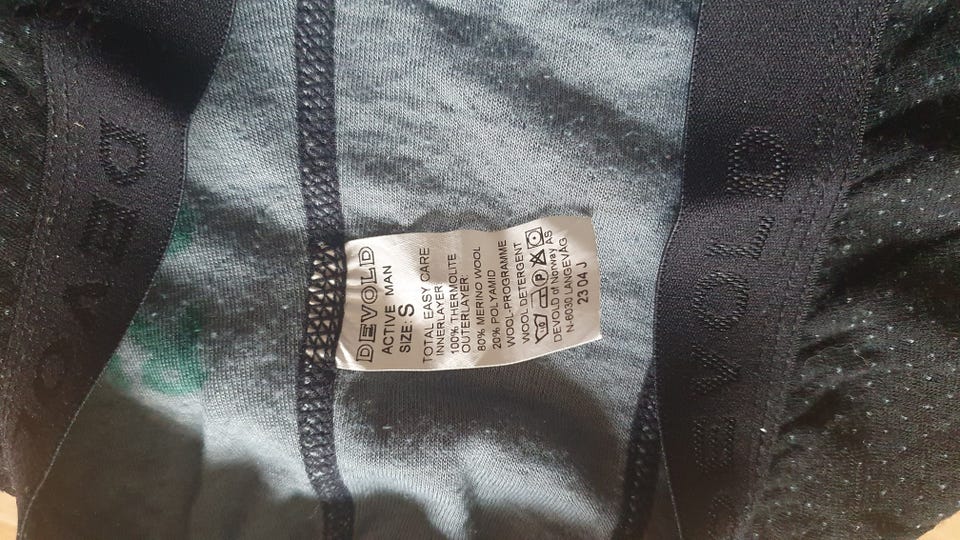 DEVOLD
ACTIVE MAN
SIZE: S
TOTAL EASY CARE
INNERLAYER:
100% THERMOLITE
OUTERLAYER:
80% MERINO WOOL
20% POLYAMID
WOOL-PROGRAMME
WOOL DETERGENT
P
DEVOLD of Norway AS
N-6030 LANGEVÅG
23 04 J
DEVOLD